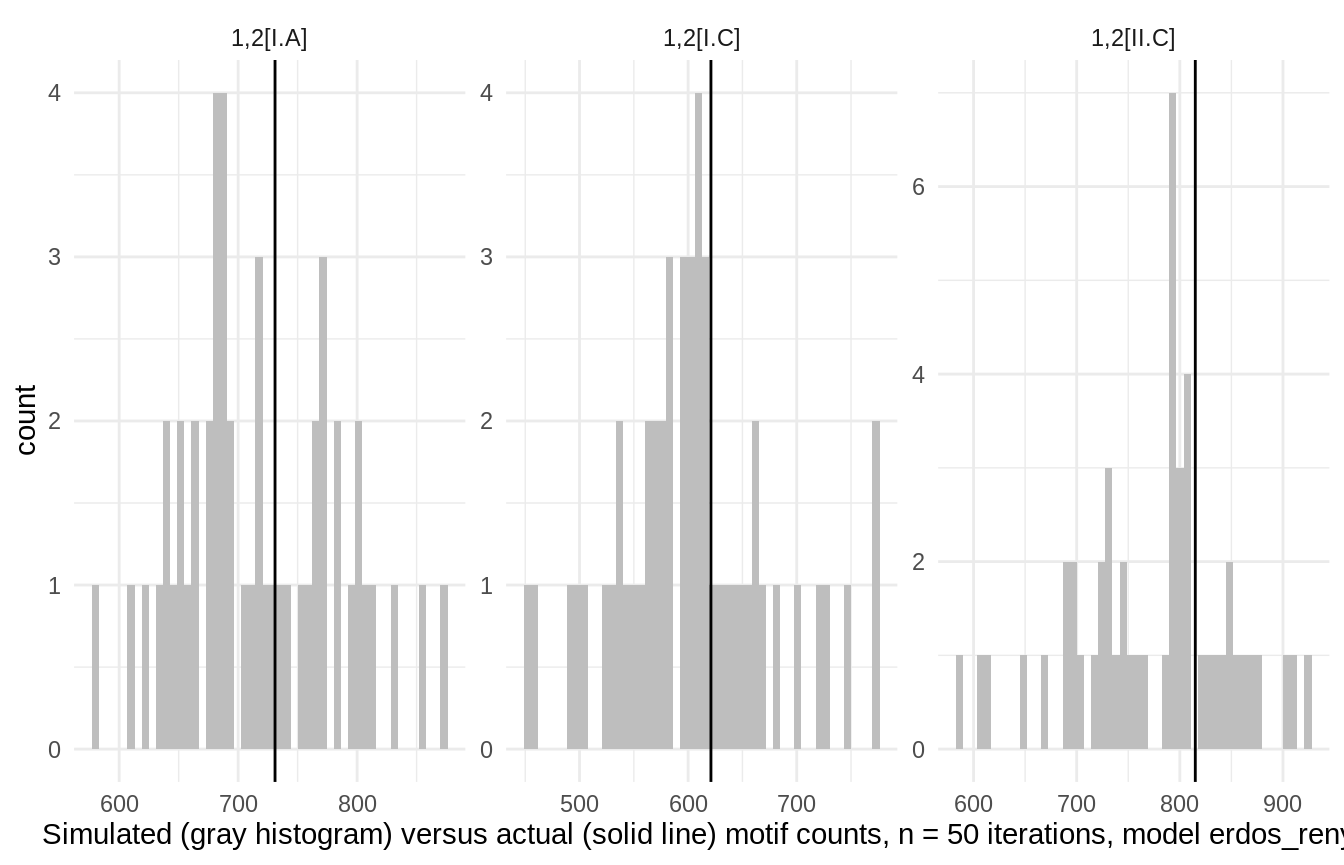 1,2[I.A] 1,2[I.C] 1,2[II.C]
4 4
6
3 3
4
count
2 2
2
1 1
0 0 0
600 700 800 500 600 700 600 700 800 900
Simulated (gray histogram) versus actual (solid line) motif counts, n = 50 iterations, model